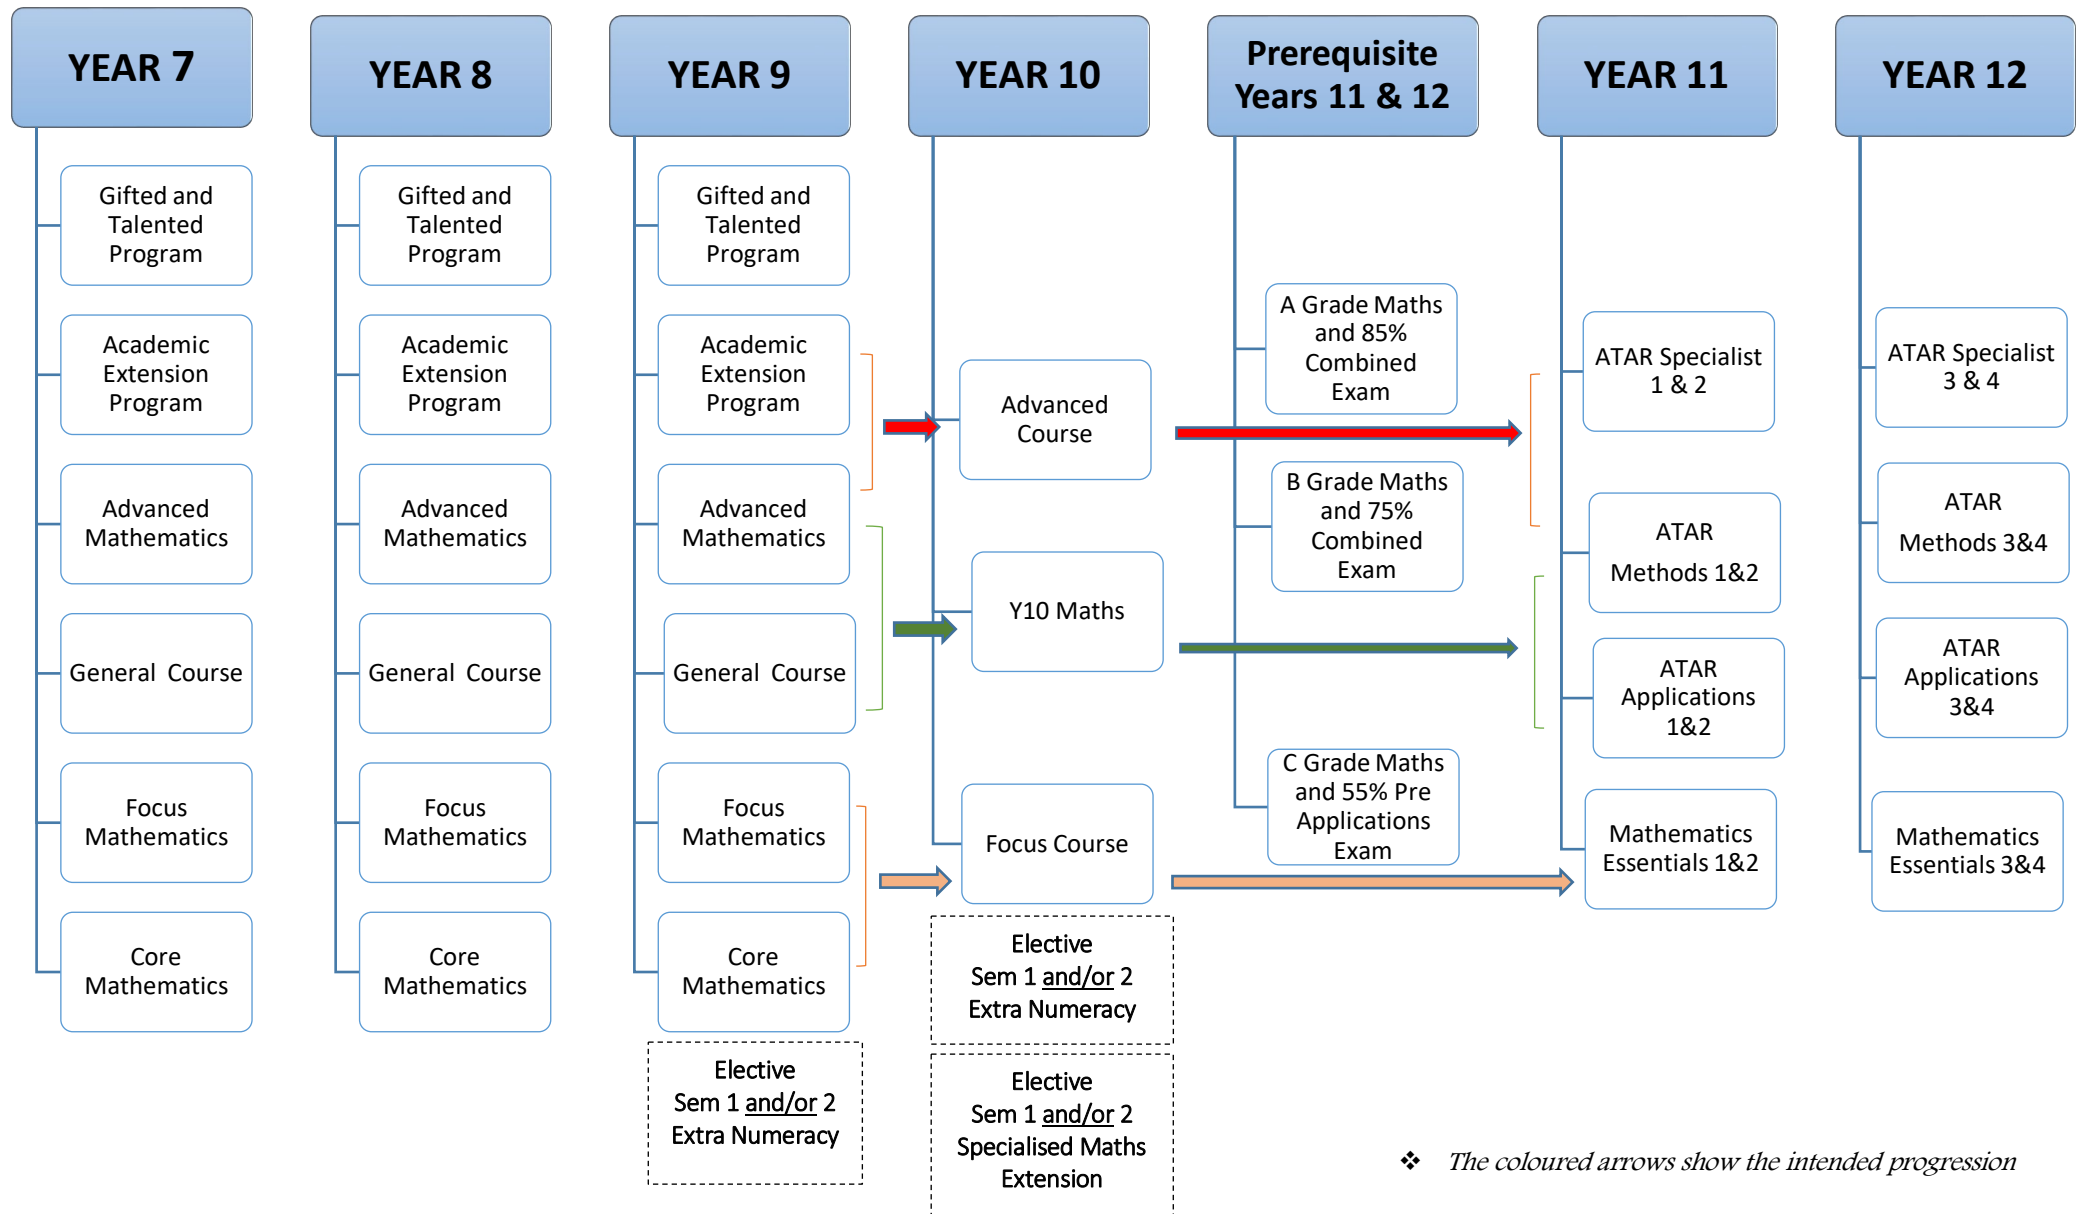 YEAR 7
Gifted and
Talented
Program
Academic
Extension
Program
Advanced
Mathematics
General Course
Focus
Mathematics
Core
Mathematics
YEAR 8
Gifted and
Talented
Program
Academic
Extension
Program
Advanced
Mathematics
General Course
Focus
Mathematics
Core
Mathematics
YEAR 9
Gifted and
Talented
Program
Academic
Extension
Program
Advanced
Mathematics
General Course
Focus
Mathematics
Core
Mathematics
Elective
Sem 1 and/or 2
Extra Numeracy
YEAR 10
Advanced
Course
Y10 Maths
Focus Course
Elective
Sem 1 and/or 2
Extra Numeracy
Elective
Sem 1 and/or 2
Specialised Maths
Extension
Prerequisite
Years 11 & 12
A Grade Maths
and 85%
Combined
Exam
B Grade Maths
and 75%
Combined
Exam
C Grade Maths
and 55% Pre
Applications
Exam
YEAR 11
ATAR Specialist
1 & 2
ATAR
Methods 1&2
ATAR
Applications
1&2
Mathematics
Essentials 1&2
YEAR 12
ATAR Specialist
3 & 4
ATAR
Methods 3&4
ATAR
Applications
3&4
Mathematics
Essentials 3&4
❖ The coloured arrows show the intended progression